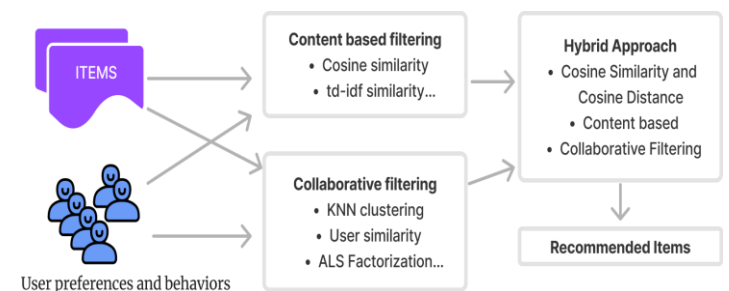 ITEMS
User preferences and behaviors
Content based filtering
• Cosine similarity
• td-idf similarity...
Collaborative filtering
• KNN clustering
• User similarity
• ALS Factorization...
Hybrid Approach
• Cosine Similarity and
Cosine Distance
• Content based
• Collaborative Filtering
Recommended Items